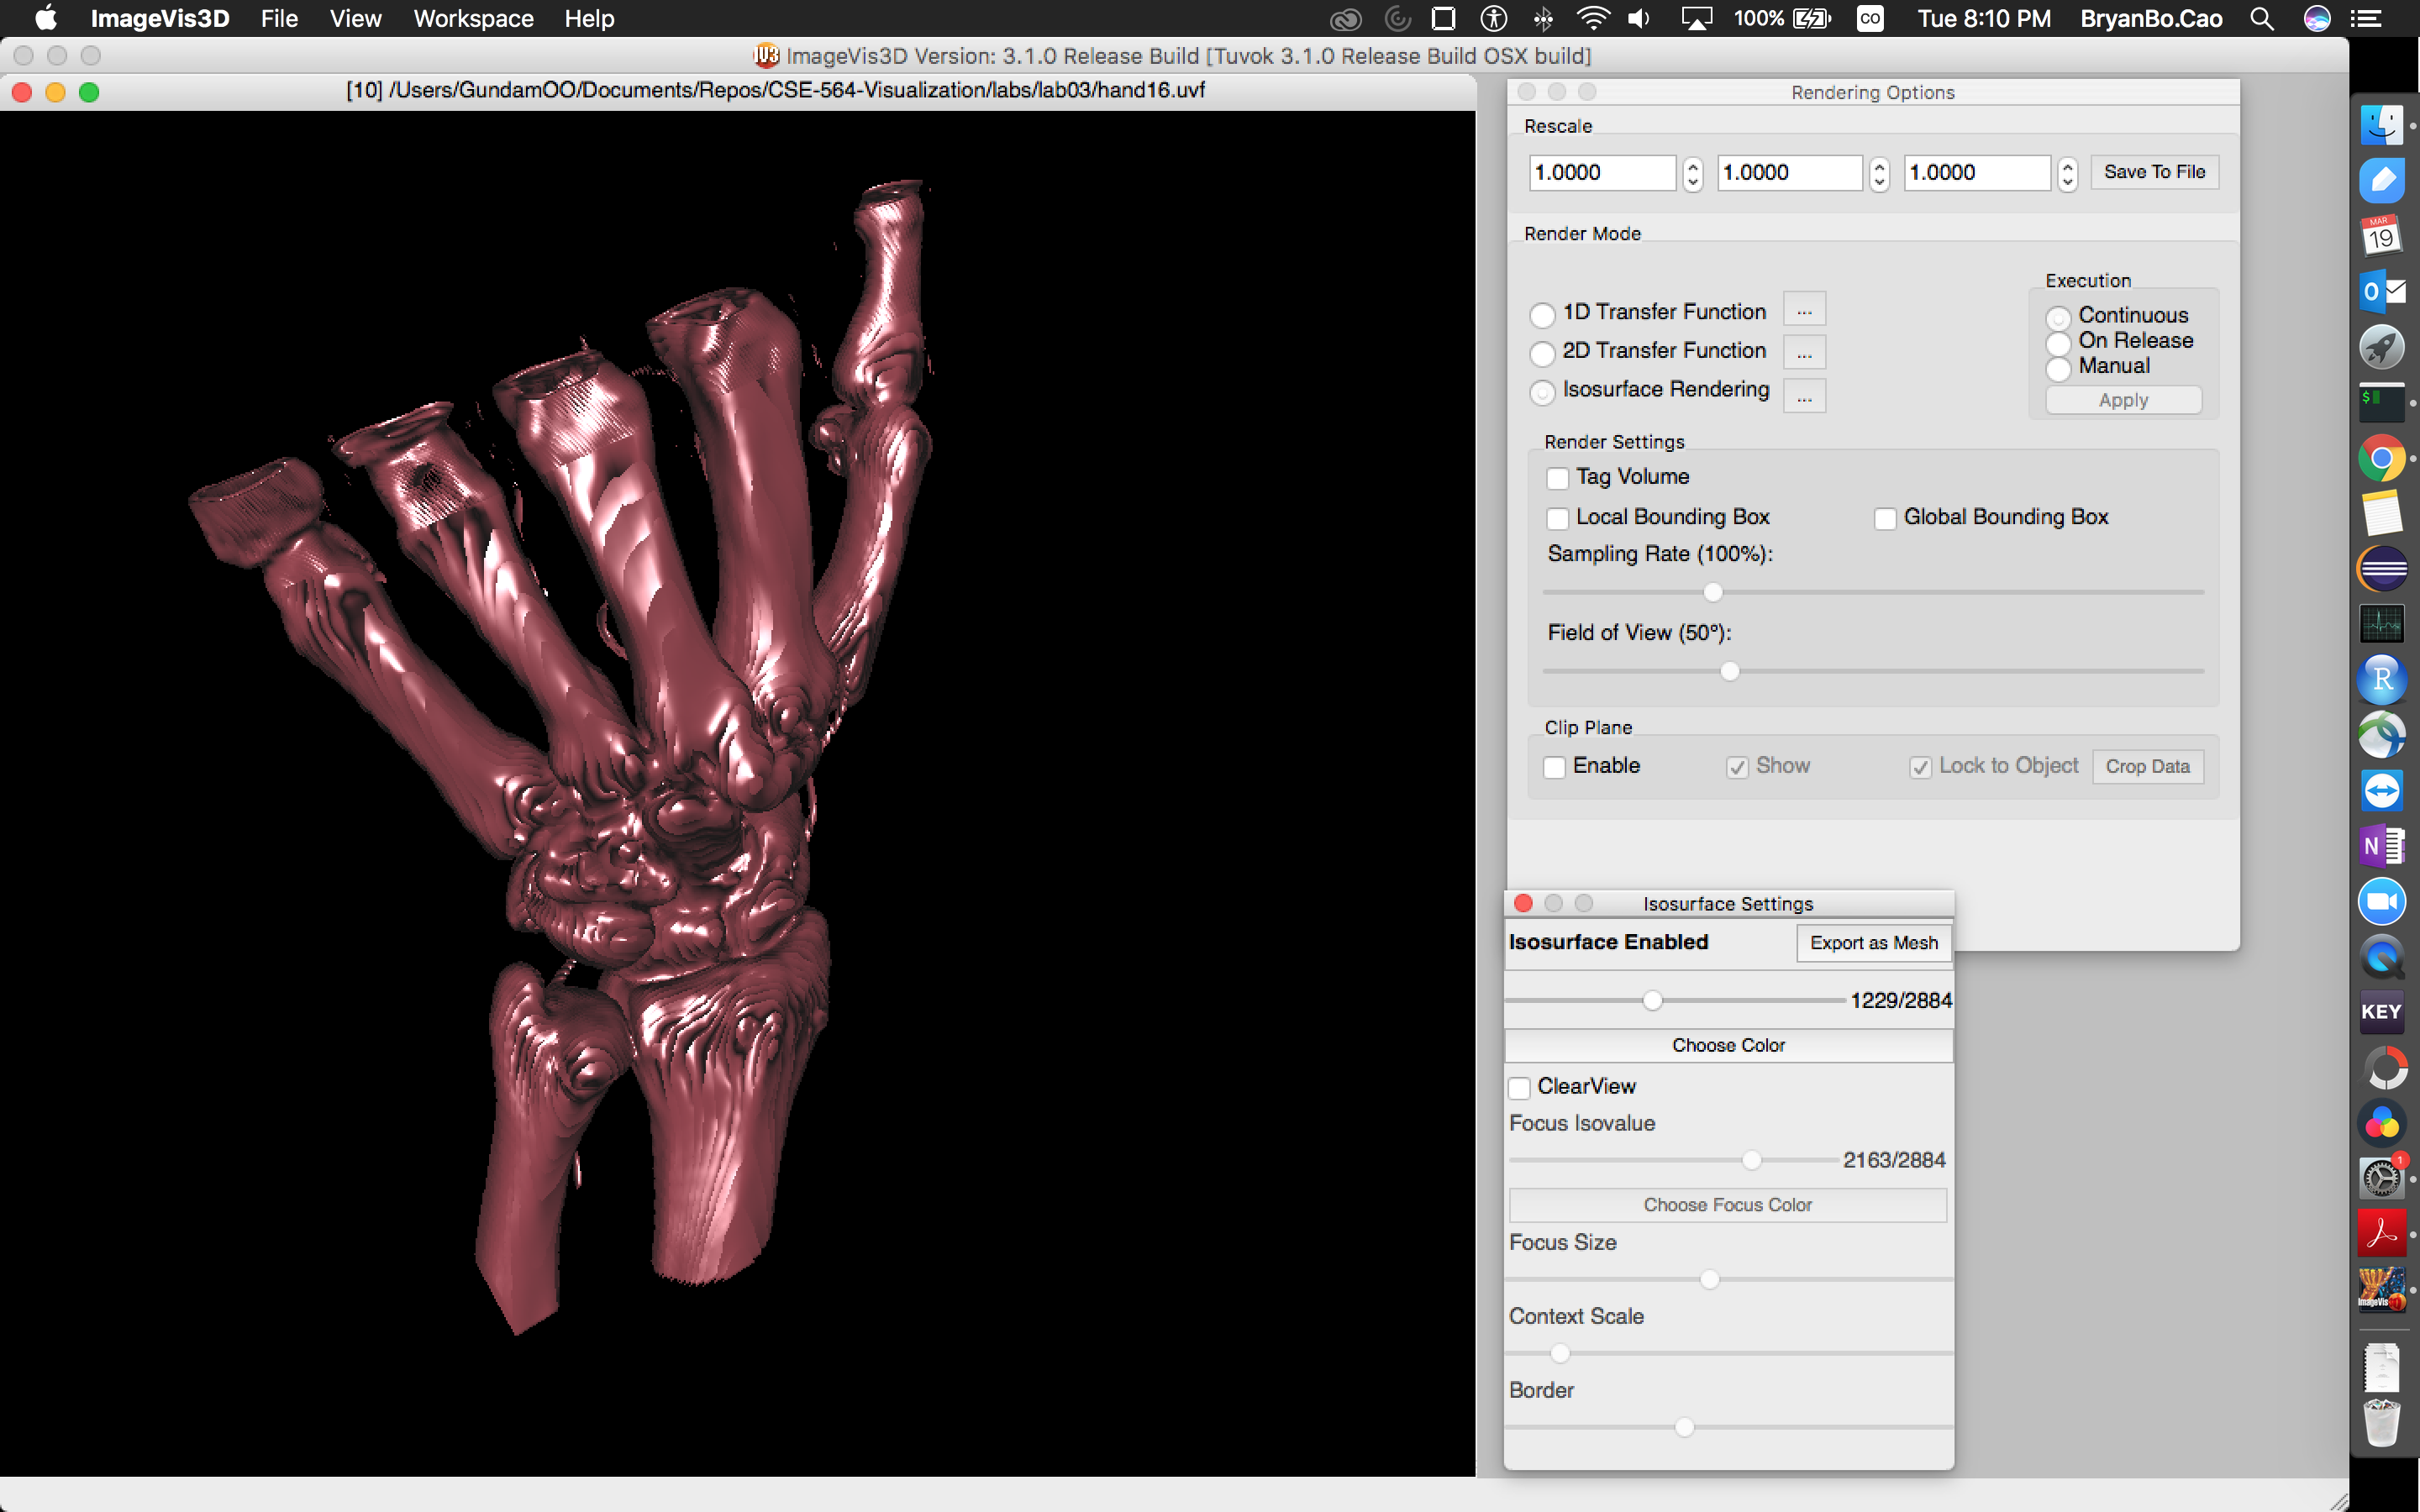 ImageVis3D File View Workspace Help 100% CO Tue 8:10 PM BryanBo.Cao
IV3 ImageVis3D Version: 3.1.0 Release Build [Tuvok 3.1.0 Release Build OSX build]
[10] /Users/GundamOO/Documents/Repos/CSE-564-Visualization/labs/lab03/hand16.uvf
Rendering Options
Rescale
1.0000 1.0000 1.0000 Save To File
Render Mode
1D Transfer Function ...
2D Transfer Function ...
Isosurface Rendering ...
Execution
Continuous
On Release
Manual
Apply
Render Settings
Tag Volume
Local Bounding Box Global Bounding Box
Sampling Rate (100%):
Field of View (50°):
Clip Plane
Enable Show Lock to Object Crop Data
Isosurface Settings
Isosurface Enabled Export as Mesh
1229/2884
Choose Color
ClearView
Focus Isovalue
2163/2884
Choose Focus Color
Focus Size
Context Scale
Border
MAR
19
O
$
R
N
KEY
1
ImageVis